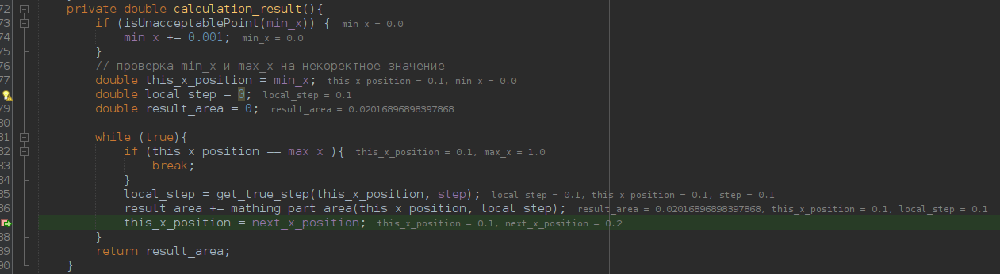 72 private double calculation_result(){
73 if (isUnacceptablePoint(min_x)) { min_x = 0.0
74 min_x += 0.001; min_x = 0.0
75 }
76 // проверка min_x и max_x на некоректное значение
77 double this_x_position = min_x; this_x_position = 0.1, min_x = 0.0
double local_step = 0; local_step = 0.1
79 double result_area = 0; result_area = 0.02016896898397868
80
81 while (true){
82 if (this_x_position == max_x ){ this_x_position = 0.1, max_x = 1.0
83 break;
84 }
85 local_step = get_true_step(this_x_position, step); local_step = 0.1, this_x_position = 0.1, step = 0.1
86 result_area += mathing_part_area(this_x_position, local_step); result_area = 0.02016896898397868, this_x_position = 0.1, local_step = 0.1
this_x_position = next_x_position; this_x_position = 0.1, next_x_position = 0.2
88 }
89 return result_area;
90 }